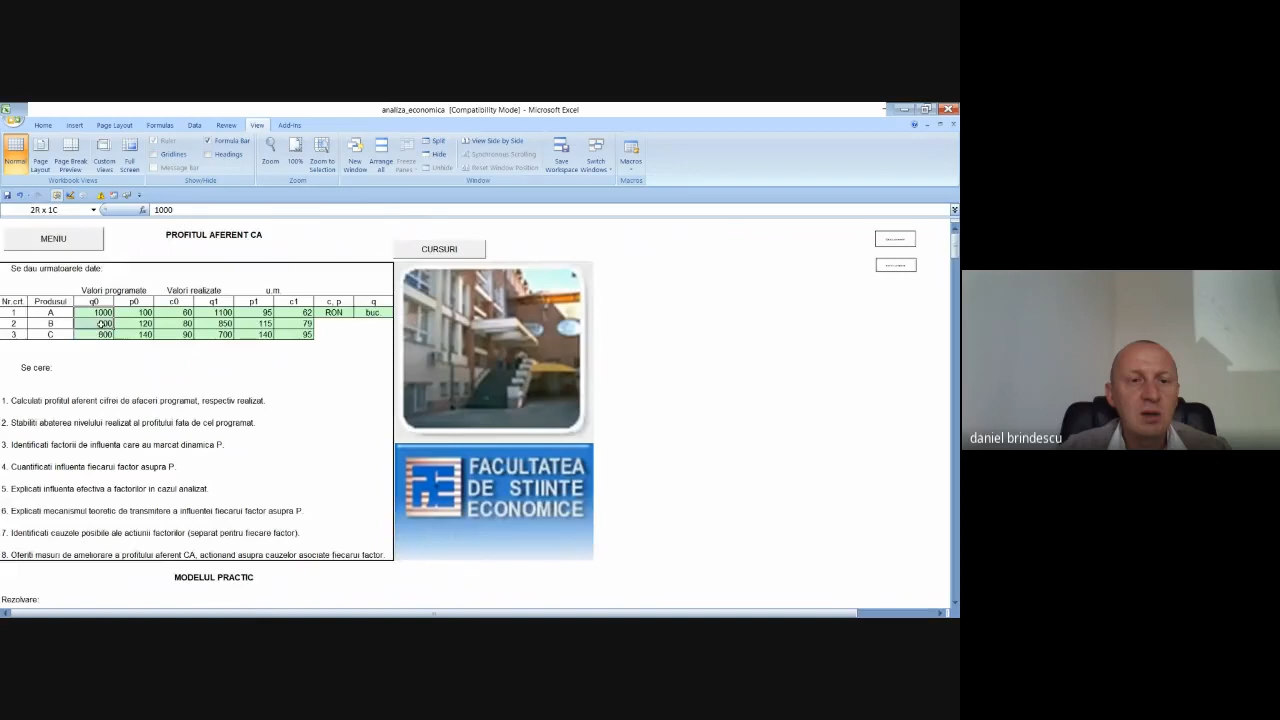 analiza_economica [Compatibility Mode] - Microsoft Excel
Home Insert Page Layout Formulas Data Review View Add-Ins
Ruler Formula Bar Split View Side by Side
Gridlines Headings Hide Synchronous Scrolling
Message Bar Unhide Reset Window Position
Normal Page Layout Page Break Preview Custom Views Full Screen Zoom 100% Zoom to Selection New Window Arrange All Freeze Panes Save Workspace Switch Windows Macros
Workbook Views Show/Hide Zoom Window Macros
2R x 1C 1000
MENIU
PROFITUL AFERENT CA
CURSURI
Se dau urmatoarele date:
Valori programate Valori realizate u.m.
Nr.crt. Produsul q0 p0 c0 q1 p1 c1 c, p q
1 A 1000 100 60 1100 95 62 RON buc.
2 B 120 80 850 115 79
3 C 800 140 90 700 140 95
Se cere:
1. Calculati profitul aferent cifrei de afaceri programat, respectiv realizat.
2. Stabiliti abaterea nivelului realizat al profitului fata de cel programat.
3. Identificati factorii de influenta care au marcat dinamica P.
4. Cuantificati influenta fiecarui factor asupra P.
5. Explicati influenta efectiva a factorilor in cazul analizat.
6. Explicati mecanismul teoretic de transmitere a influentei fiecarui factor asupra P.
7. Identificati cauzele posibile ale actiunii factorilor (separat pentru fiecare factor).
8. Oferiti masuri de ameliorare a profitului aferent CA, actionand asupra cauzelor asociate fiecarui factor.
FACULTATEA
DE STIINTE
ECONOMICE
MODELUL PRACTIC
Rezolvare:
daniel brindescu